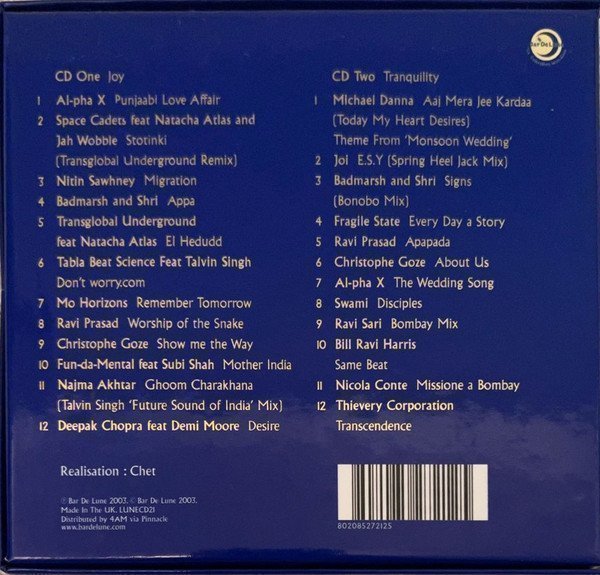 Bar De Lune
CD One Joy
1 Al-pha X Punjaabi Love Affair
2 Space Cadets feat Natacha Atlas and
Jah Wobble Stotinki
(Transglobal Underground Remix)
3 Nitin Sawhney Migration
4 Badmarsh and Shri Appa
5 Transglobal Underground
feat Natacha Atlas El Hedudd
6 Tabla Beat Science Feat Talvin Singh
Don't worry.com
7 Mo Horizons Remember Tomorrow
8 Ravi Prasad Worship of the Snake
9 Christophe Goze Show me the Way
10 Fun-da-Mental feat Subi Shah Mother India
11 Najma Akhtar Ghoom Charakhana
(Talvin Singh 'Future Sound of India' Mix)
12 Deepak Chopra feat Demi Moore Desire
CD Two Tranquility
1 Michael Danna Aaj Mera Jee Kardaa
(Today My Heart Desires)
Theme From 'Monsoon Wedding'
2 Joi E.S.Y (Spring Heel Jack Mix)
3 Badmarsh and Shri Signs
(Bonobo Mix)
4 Fragile State Every Day a Story
5 Ravi Prasad Apapada
6 Christophe Goze About Us
7 Al-pha X The Wedding Song
8 Swami Disciples
9 Ravi Sari Bombay Mix
10 Bill Ravi Harris
Same Beat
11 Nicola Conte Missione a Bombay
12 Thievery Corporation
Transcendence
Realisation : Chet
℗ Bar De Lune 2003. © Bar De Lune 2003.
Made In The UK. LUNECD21
Distributed by 4AM via Pinnacle
www.bardelune.com
802085272125